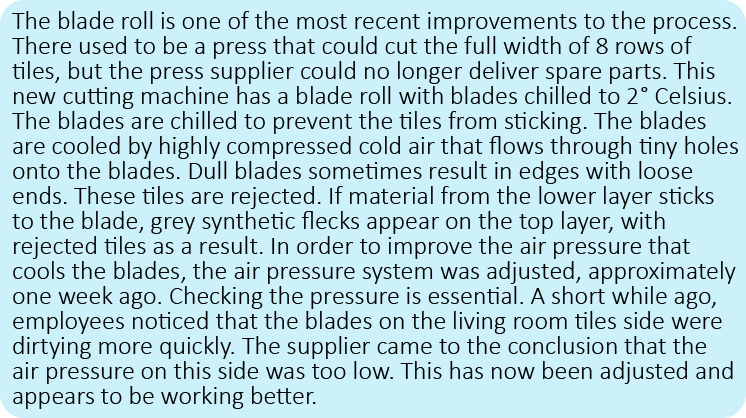 The blade roll is one of the most recent improvements to the process.
There used to be a press that could cut the full width of 8 rows of
tiles, but the press supplier could no longer deliver spare parts. This
new cutting machine has a blade roll with blades chilled to 2° Celsius.
The blades are chilled to prevent the tiles from sticking. The blades
are cooled by highly compressed cold air that flows through tiny holes
onto the blades. Dull blades sometimes result in edges with loose
ends. These tiles are rejected. If material from the lower layer sticks
to the blade, grey synthetic flecks appear on the top layer, with
rejected tiles as a result. In order to improve the air pressure that
cools the blades, the air pressure system was adjusted, approximately
one week ago. Checking the pressure is essential. A short while ago,
employees noticed that the blades on the living room tiles side were
dirtying more quickly. The supplier came to the conclusion that the
air pressure on this side was too low. This has now been adjusted and
appears to be working better.